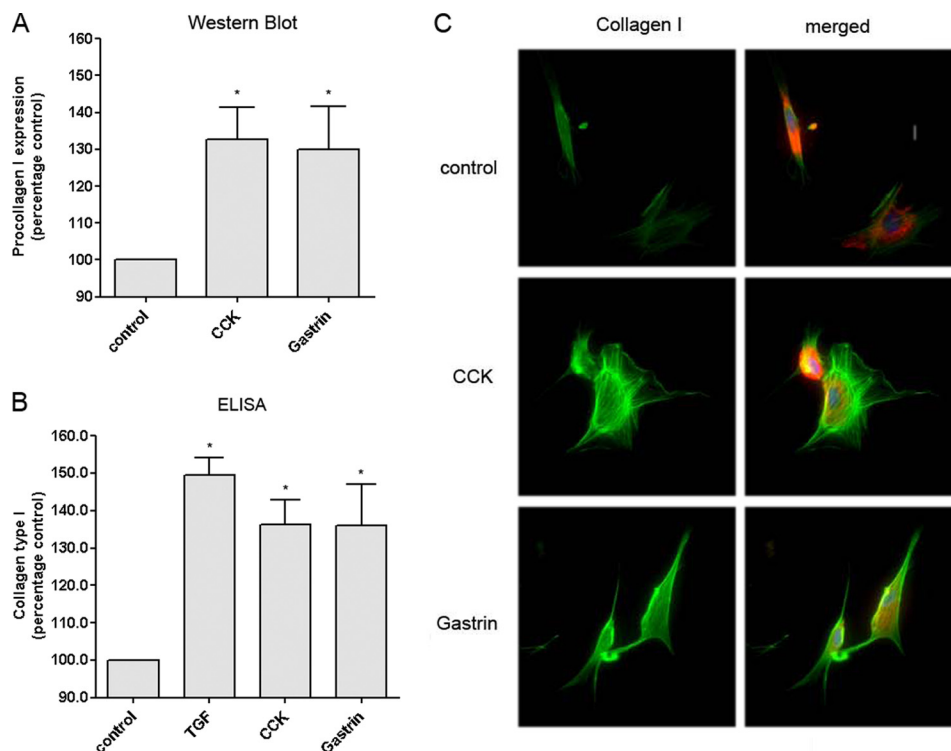 A
Western Blot
Procollagen I expression
(percentage control)
160
150
140
130
120
110
100
90
*
*
control
CCK
Gastrin
B
ELISA
Collagen type I
(percentage control)
160.0
150.0
140.0
130.0
120.0
110.0
100.0
90.0
*
*
*
control
TGF
CCK
Gastrin
C
Collagen I
merged
control
CCK
Gastrin